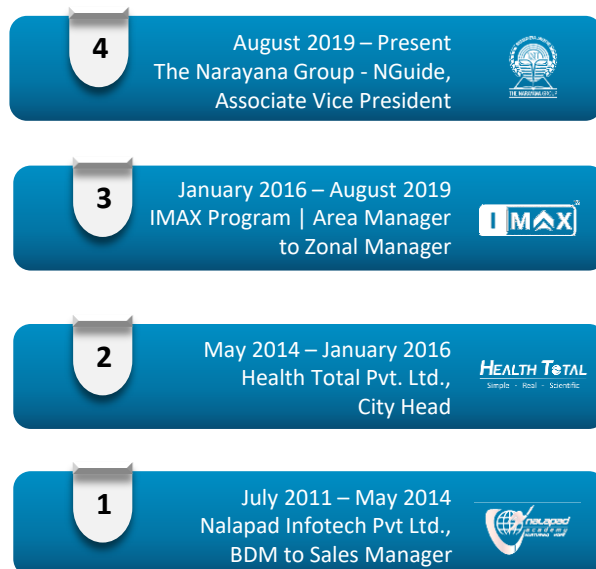 4
August 2019 – Present
The Narayana Group - NGuide,
Associate Vice President
THE NARAYANA GROUP
3
January 2016 – August 2019
IMAX Program | Area Manager
to Zonal Manager
IMAX
2
May 2014 – January 2016
Health Total Pvt. Ltd.,
City Head
HEALTH TOTAL
Simple - Real - Scientific
1
July 2011 – May 2014
Nalapad Infotech Pvt Ltd.,
BDM to Sales Manager
nalapad
academy